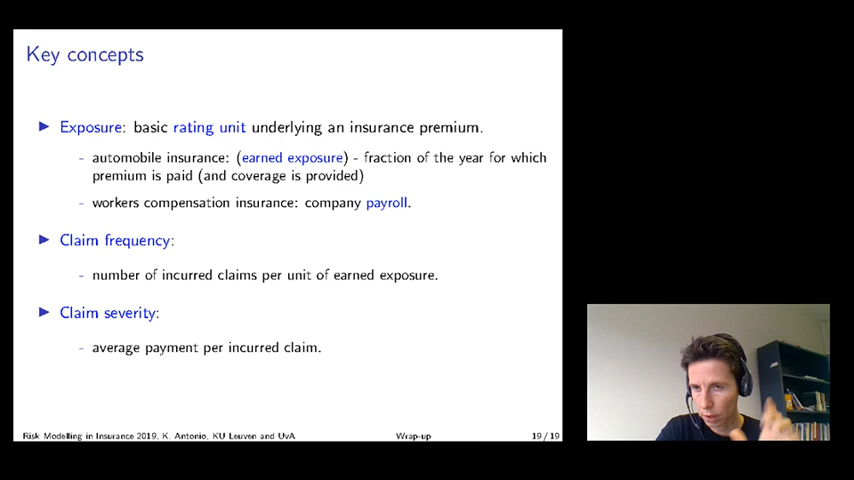 Key concepts
▶ Exposure: basic rating unit underlying an insurance premium.
- automobile insurance: (earned exposure) - fraction of the year for which
premium is paid (and coverage is provided)
- workers compensation insurance: company payroll.
▶ Claim frequency:
- number of incurred claims per unit of earned exposure.
▶ Claim severity:
- average payment per incurred claim.
Risk Modelling in Insurance 2019, K. Antonio, KU Leuven and UvA Wrap-up 19 / 19